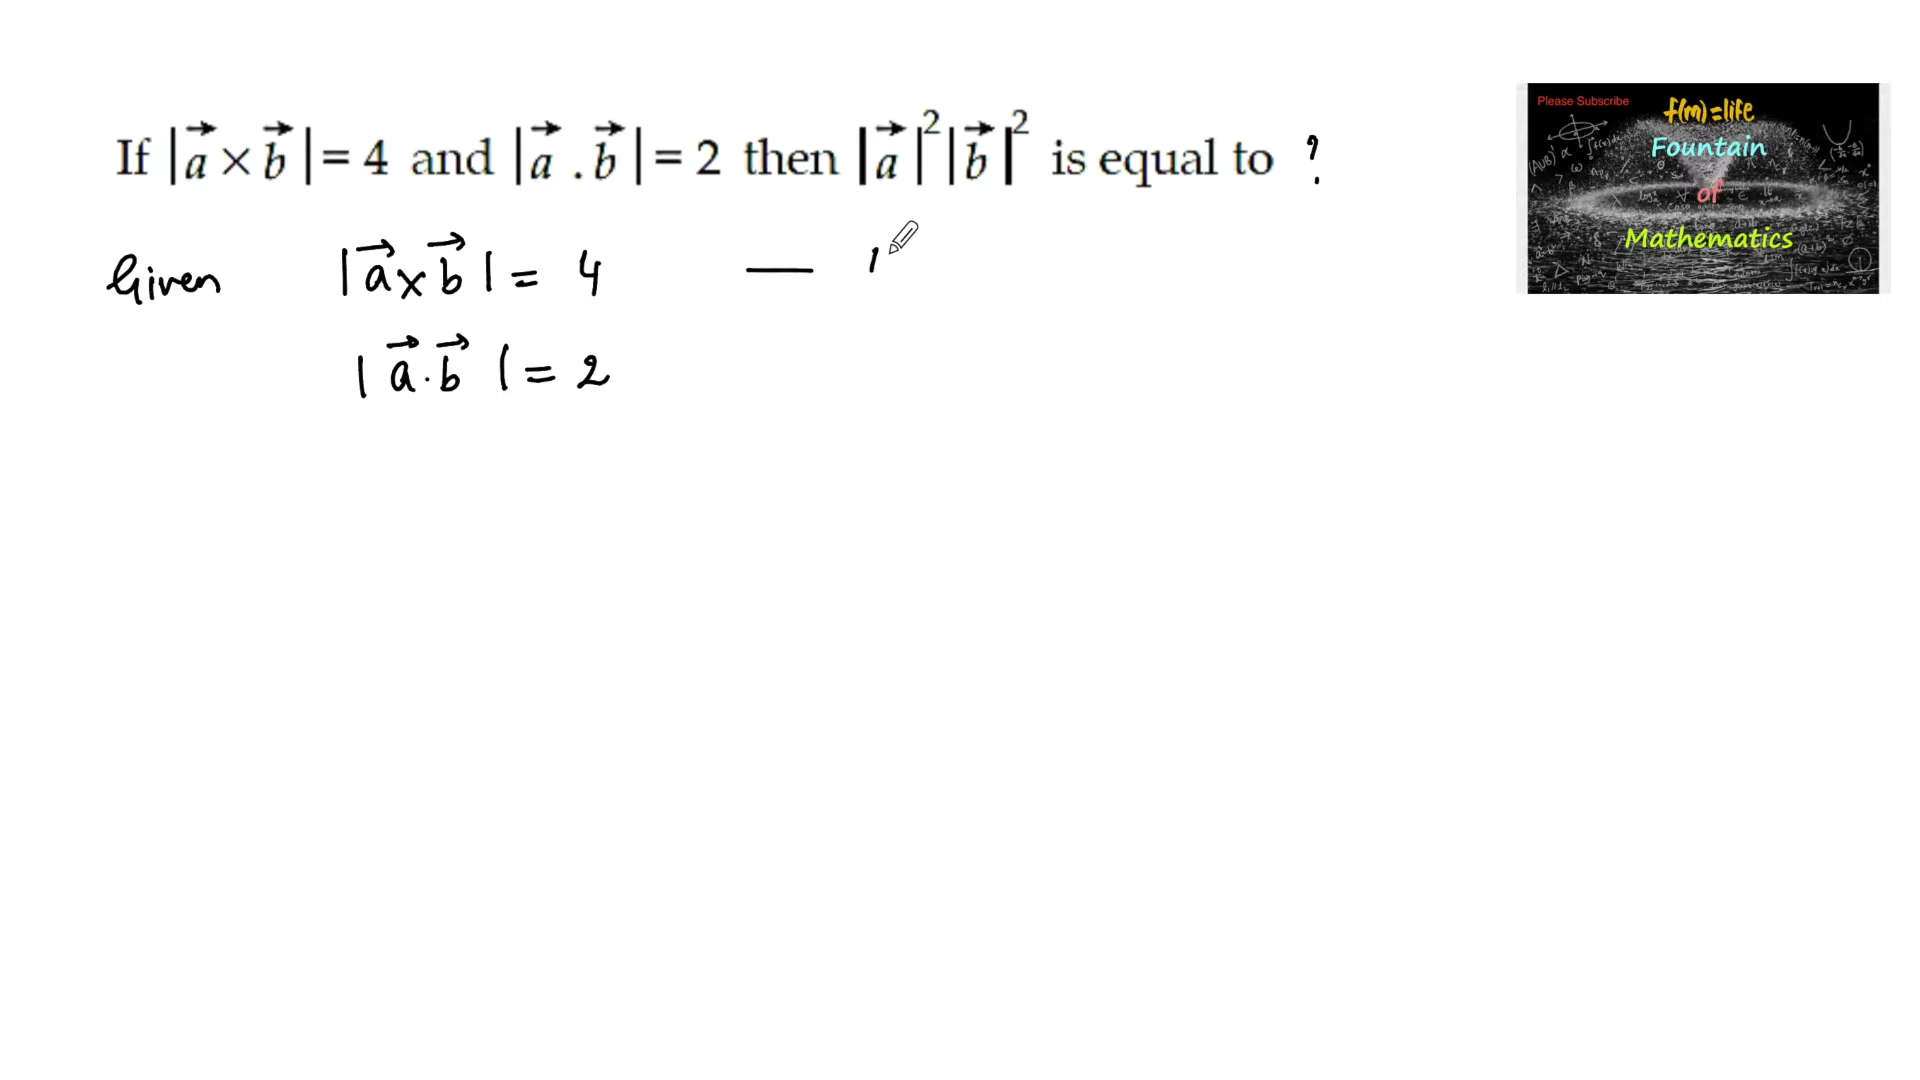 If |a⃗ × b⃗| = 4 and |a⃗ . b⃗| = 2 then |a⃗|²|b⃗|² is equal to ?
Given |a⃗ × b⃗| = 4 — 1
|a⃗ . b⃗| = 2
Please Subscribe
f(m)=life
Fountain
of
Mathematics